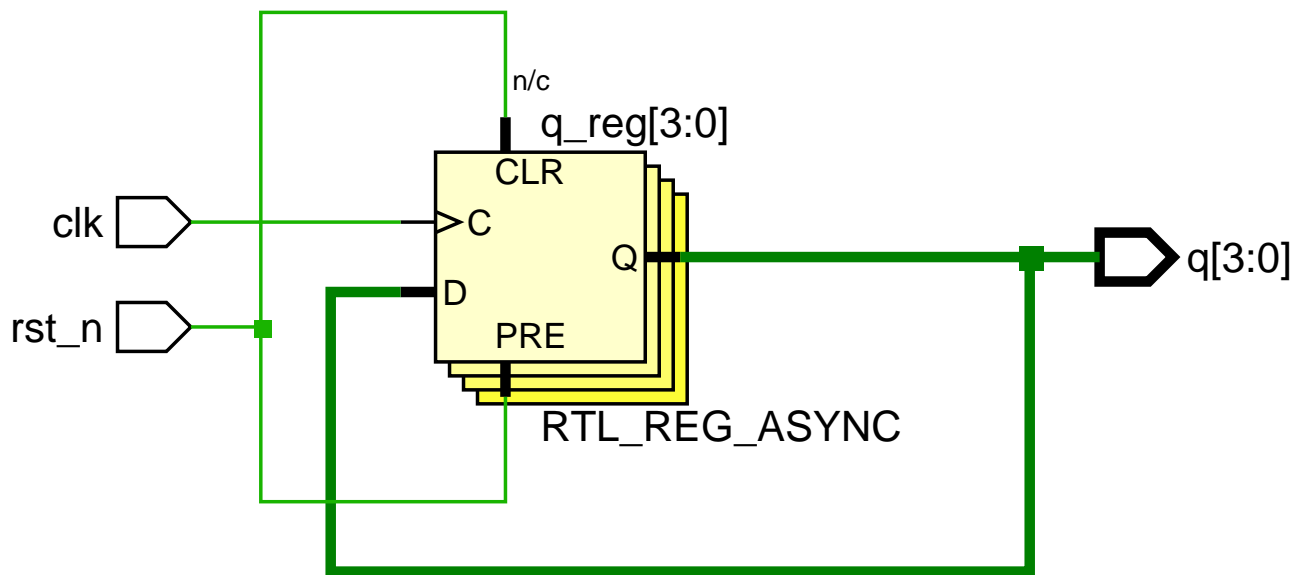 n/c
q_reg[3:0]
CLR
clk
C
Q
q[3:0]
D
rst_n
PRE
RTL_REG_ASYNC